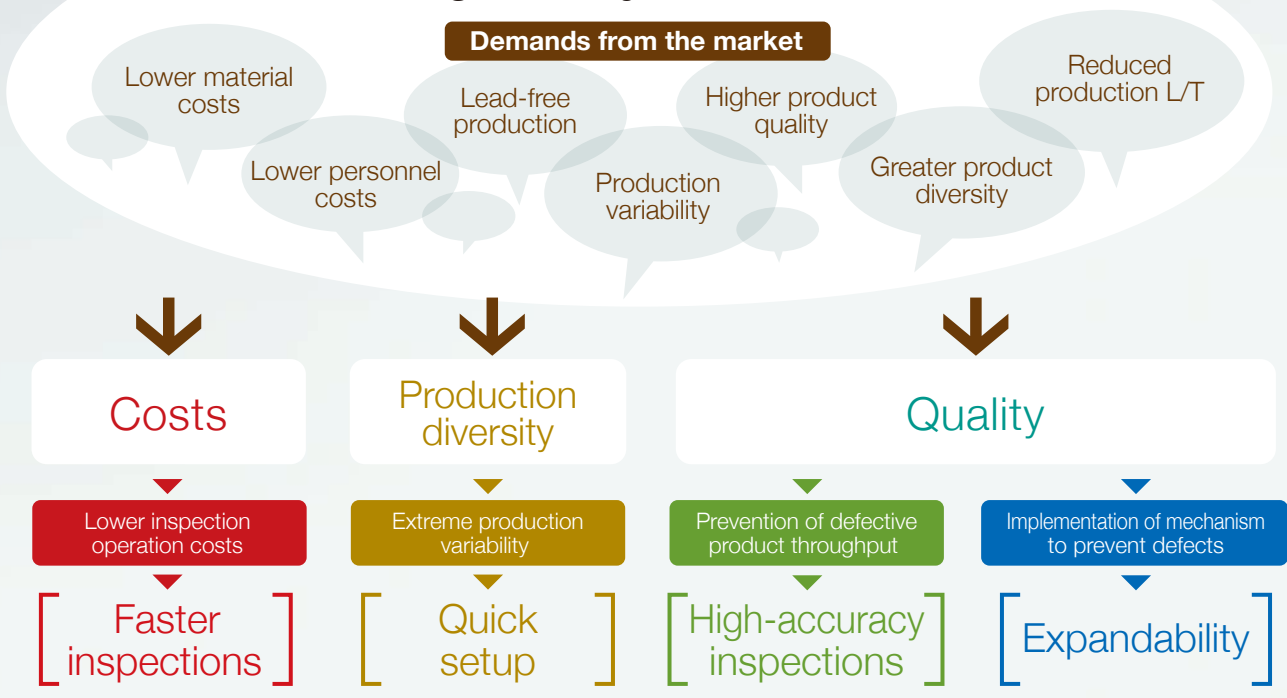 Demands from the market
Lower material
costs
Lead-free
production
Higher product
quality
Reduced
production L/T
Lower personnel
costs
Production
variability
Greater product
diversity
Costs
Production
diversity
Quality
Lower inspection
operation costs
Extreme production
variability
Prevention of defective
product throughput
Implementation of mechanism
to prevent defects
Faster
inspections
Quick
setup
High-accuracy
inspections
Expandability